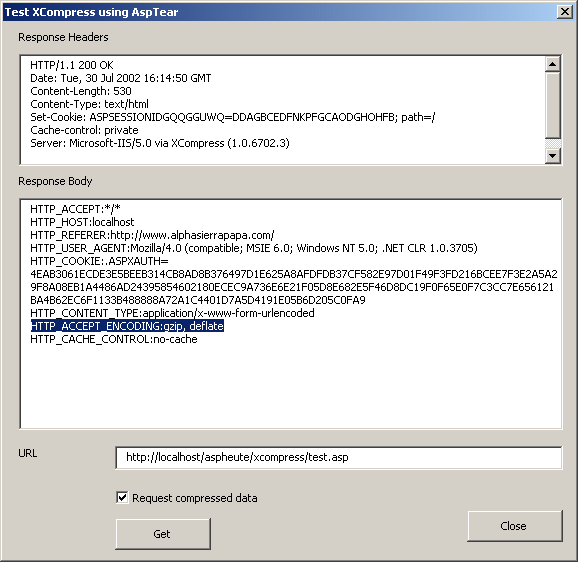 Test XCompress using AspTear
Response Headers
HTTP/1.1 200 OK
Date: Tue, 30 Jul 2002 16:14:50 GMT
Content-Length: 530
Content-Type: text/html
Set-Cookie: ASPSESSIONIDGQQGGUWQ=DDAGBCEDFNKPFGCAODGHOHFB; path=/
Cache-control: private
Server: Microsoft-IIS/5.0 via XCompress (1.0.6702.3)
Response Body
HTTP_ACCEPT:*/*
HTTP_HOST:localhost
HTTP_REFERER:http://www.alphasierrapapa.com/
HTTP_USER_AGENT:Mozilla/4.0 (compatible; MSIE 6.0; Windows NT 5.0; .NET CLR 1.0.3705)
HTTP_COOKIE:.ASPXAUTH=
4EAB3061ECDE3E5BEEB314CB8AD8B376497D1E625A8AFDFDB37CF582E97D01F49F3FD216BCEE7F3E2A5A2
9F8A08EB1A4486AD24395854602180ECEC9A736E6E21F05D8E682E5F46D8DC19F0F65E0F7C3CC7E656121
BA4B62EC6F1133B488888A72A1C4401D7A5D4191E05B6D205C0FA9
HTTP_CONTENT_TYPE:application/x-www-form-urlencoded
HTTP_ACCEPT_ENCODING:gzip, deflate
HTTP_CACHE_CONTROL:no-cache
URL
http://localhost/aspheute/xcompress/test.asp
Request compressed data
Get
Close